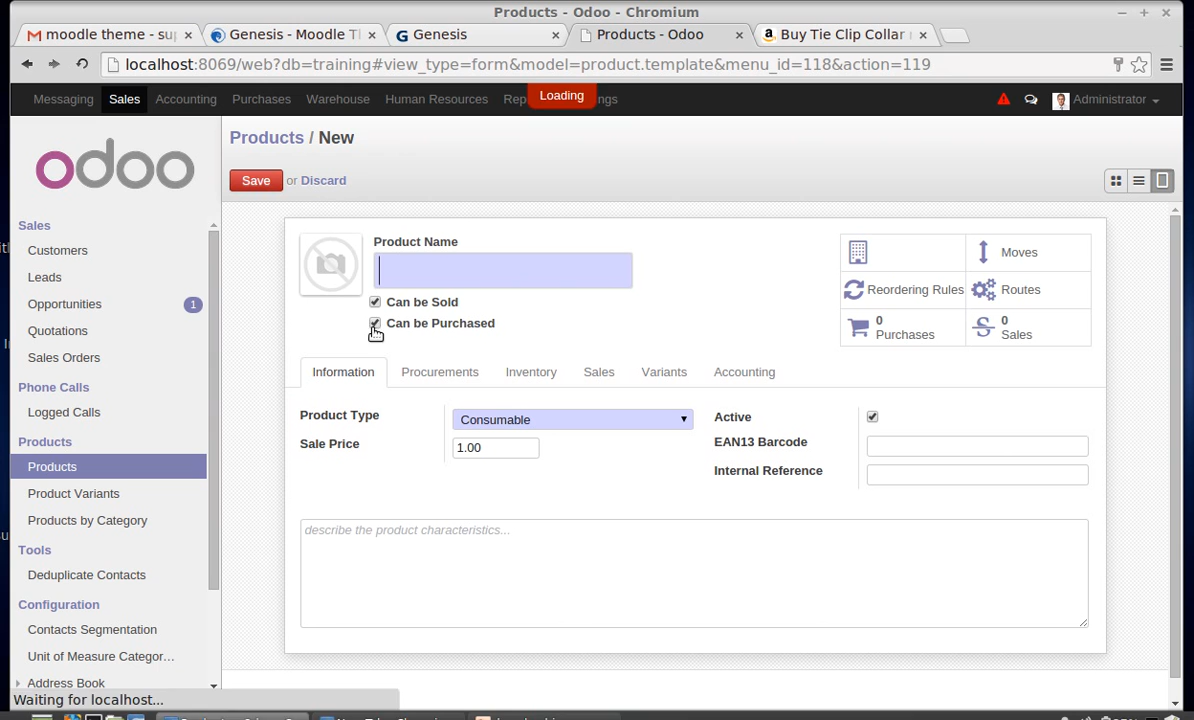 Products - Odoo - Chromium
moodle theme - sup
Genesis - Moodle Tl
Genesis
Products - Odoo
Buy Tie Clip Collar
localhost:8069/web?db=training#view_type=form&model=product.template&menu_id=118&action=119
Messaging Sales Accounting Purchases Warehouse Human Resources Rep Loading ngs Administrator
odoo
Products / New
Save or Discard
Sales
Customers
Leads
Opportunities 1
Quotations
Sales Orders
Phone Calls
Logged Calls
Products
Products
Product Variants
Products by Category
Tools
Deduplicate Contacts
Configuration
Contacts Segmentation
Unit of Measure Categor...
Address Book
Product Name
Can be Sold
Can be Purchased
Moves
Reordering Rules
Routes
0
Purchases
0
Sales
Information Procurements Inventory Sales Variants Accounting
Product Type Consumable
Sale Price 1.00
Active
EAN13 Barcode
Internal Reference
describe the product characteristics...
Waiting for localhost...